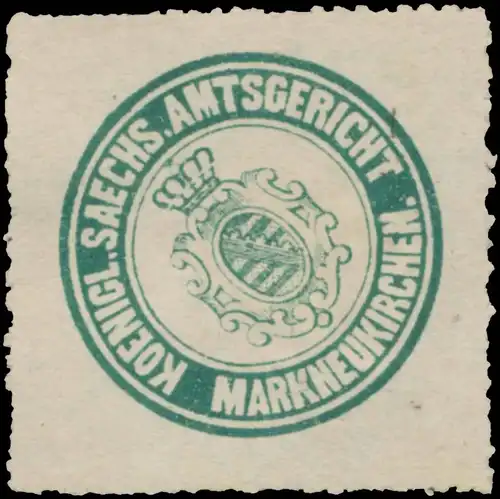 KOENIGL. SAECHS. AMTSGERICHT
MARKNEUKIRCHEN.